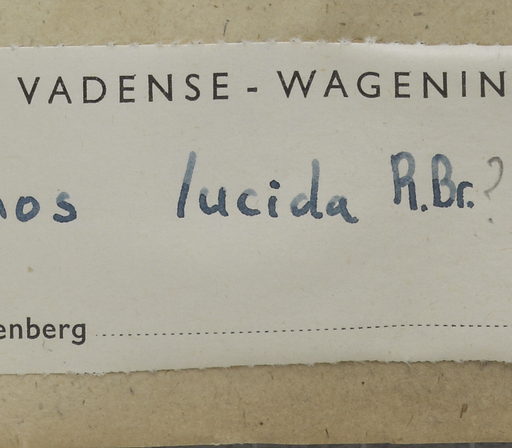 VADENSE - WAGENIN
nos lucida R.Br.?
enberg